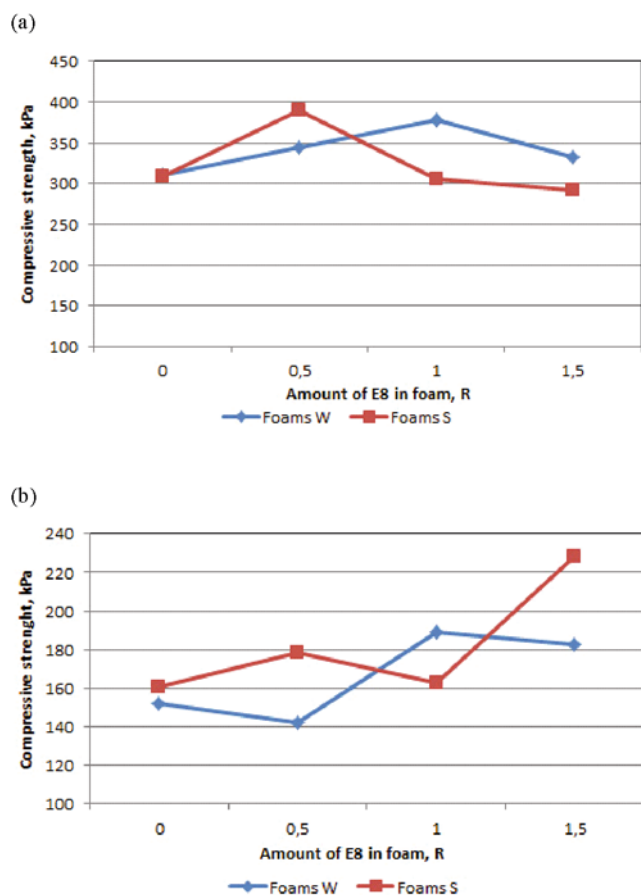 (a)
450
400
350
300
250
200
150
100
Compressive strength, kPa
0 0,5 1 1,5
Amount of E8 in foam, R
Foams W Foams S
(b)
240
220
200
180
160
140
120
100
Compressive strenght, kPa
0 0,5 1 1,5
Amount of E8 in foam, R
Foams W Foams S